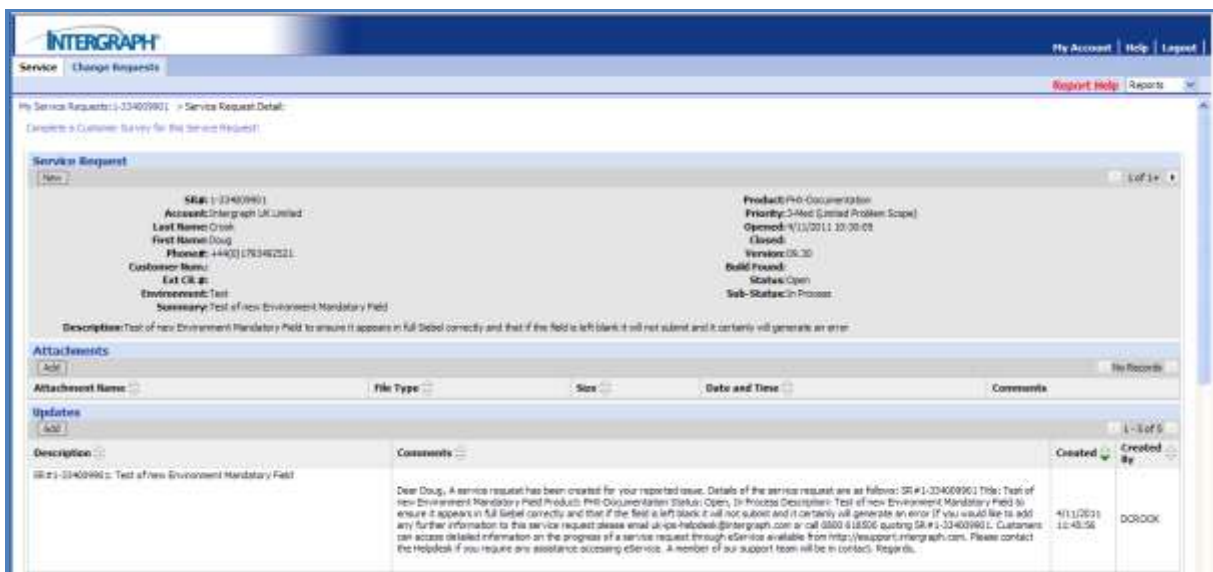 INTERGRAPH
My Account | Help | Logout
Service Change Requests
Report Help Reports
My Service Requests:1-334009901 > Service Request Detail:
Complete a Customer Survey for this Service Request!
Service Request
New 1 of 1+
SR#: 1-334009901 Product: PHX-Documentation
Account: Intergraph UK Limited Priority: 3-Med (Limited Problem Scope)
Last Name: Crook Opened: 4/11/2011 10:30:09
First Name: Doug Closed:
Phone#: +44(0)1793492521 Version: 09.30
Customer Num: Build Found:
Ext CR #: Status: Open
Environment: Test Sub-Status: In Process
Summary: Test of new Environment Mandatory Field
Description: Test of new Environment Mandatory Field to ensure it appears in full Siebel correctly and that if the field is left blank it will not submit and it certainly will generate an error
Attachments
Add No Records
Attachment Name File Type Size Date and Time Comments
Updates
Add 1 - 5 of 5
Description Comments Created Created By
SR#1-334009901: Test of new Environment Mandatory Field
Dear Doug, A service request has been created for your reported issue. Details of the service request are as follows: SR#1-334009901 Title: Test of
new Environment Mandatory Field Product: Documentation Status: Open, In Process Description: Test of new Environment Mandatory Field to
ensure it appears in full Siebel correctly and that if the field is left blank it will not submit and it certainly will generate an error If you would like to add
any further information to this service request please email uk-ips-helpdesk@intergraph.com or call 0800 618506 quoting SR#1-334009901. Customers
can access detailed information on the progress of a service request through eService available from http://esupport.intergraph.com. Please contact
the Helpdesk if you require any assistance accessing eService. A member of our support team will be in contact. Regards,
4/11/2011
DCROOK